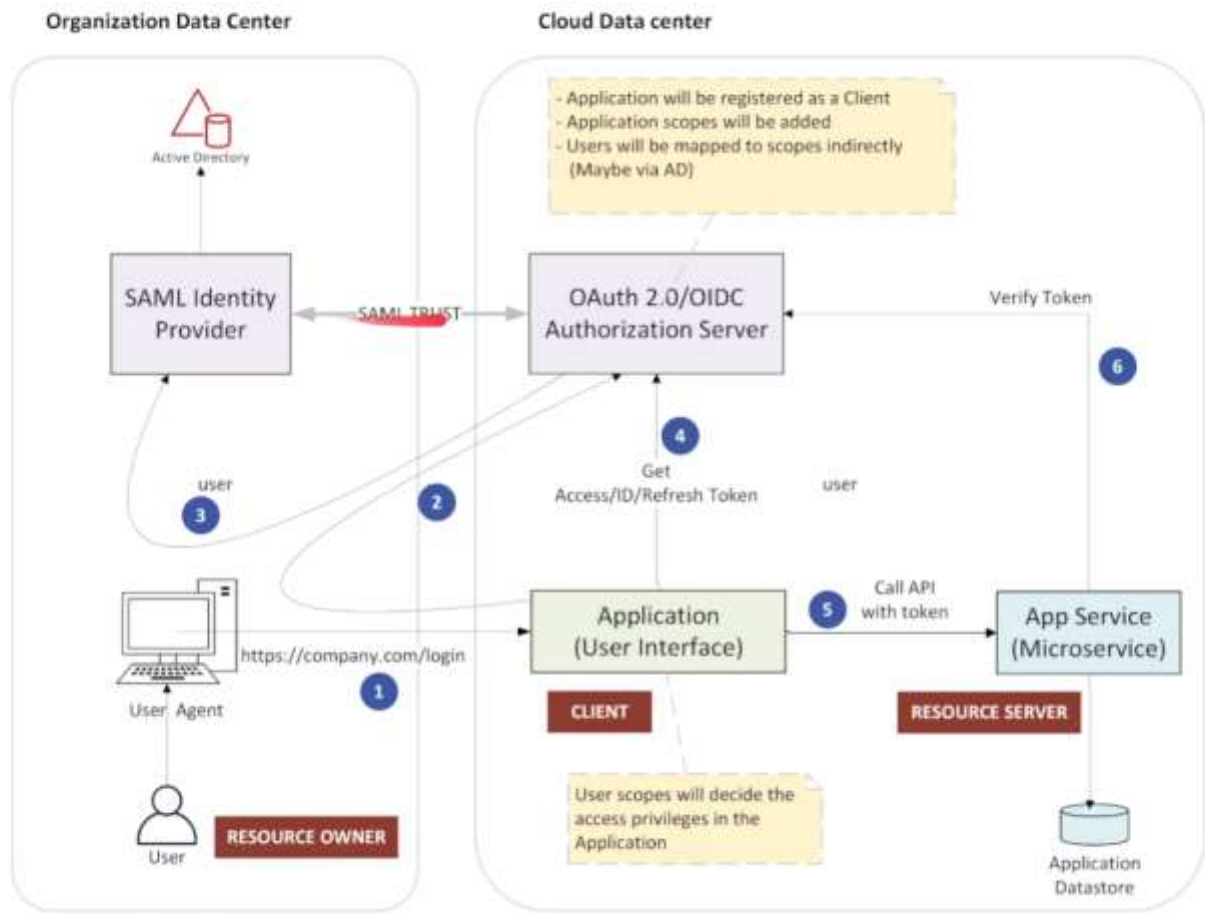 Organization Data Center
Cloud Data center
Active Directory
- Application will be registered as a Client
- Application scopes will be added
- Users will be mapped to scopes indirectly
(Maybe via AD)
SAML Identity
Provider
SAML TRUST
OAuth 2.0/OIDC
Authorization Server
Verify Token
6
4
Get
Access/ID/Refresh Token
user
user
3
2
https://company.com/login
1
User Agent
Application
(User Interface)
5
Call API
with token
App Service
(Microservice)
CLIENT
RESOURCE SERVER
User
RESOURCE OWNER
User scopes will decide the
access privileges in the
Application
Application
Datastore